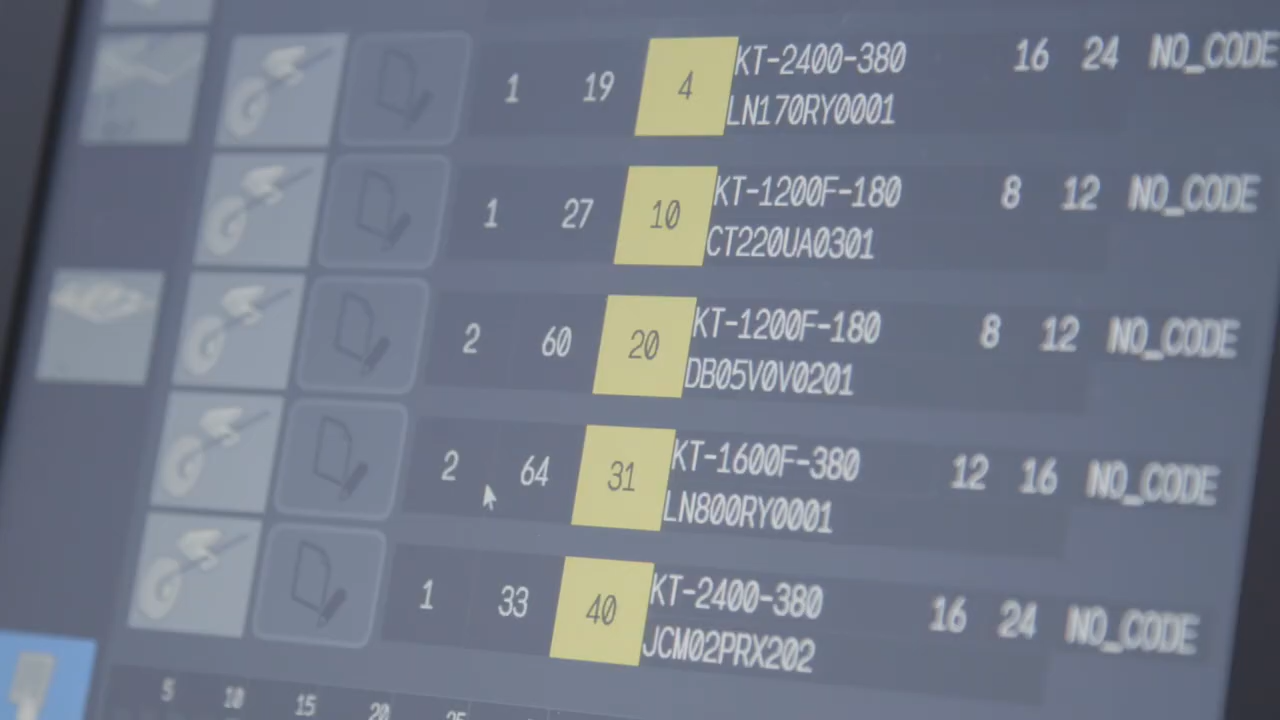 1 19 4 KT-2400-380 16 24 NO_CODE
LN170RY0001
1 27 10 KT-1200F-180 8 12 NO_CODE
CT220UA0301
2 60 20 KT-1200F-180 8 12 NO_CODE
DB05V0V0201
2 64 31 KT-1600F-380 12 16 NO_CODE
LN800RY0001
1 33 40 KT-2400-380 16 24 NO_CODE
JCM02PRX202
5 10 15 20 25